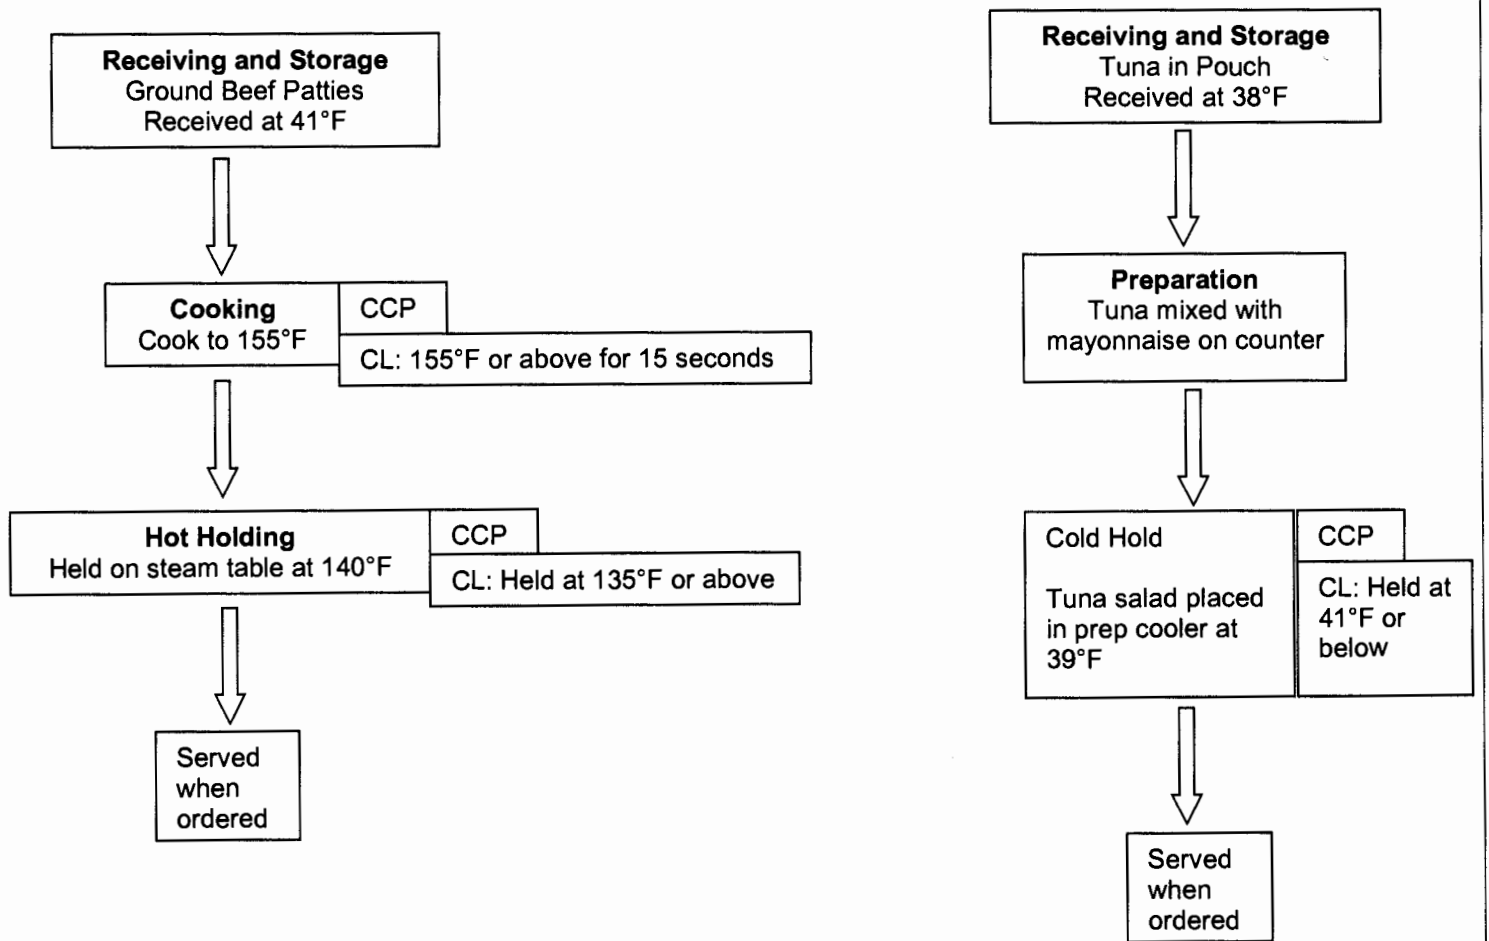 Receiving and Storage
Ground Beef Patties
Received at 41°F
Cooking
Cook to 155°F
CCP
CL: 155°F or above for 15 seconds
Hot Holding
Held on steam table at 140°F
CCP
CL: Held at 135°F or above
Served
when
ordered
Receiving and Storage
Tuna in Pouch
Received at 38°F
Preparation
Tuna mixed with
mayonnaise on counter
Cold Hold
Tuna salad placed
in prep cooler at
39°F
CCP
CL: Held at
41°F or
below
Served
when
ordered